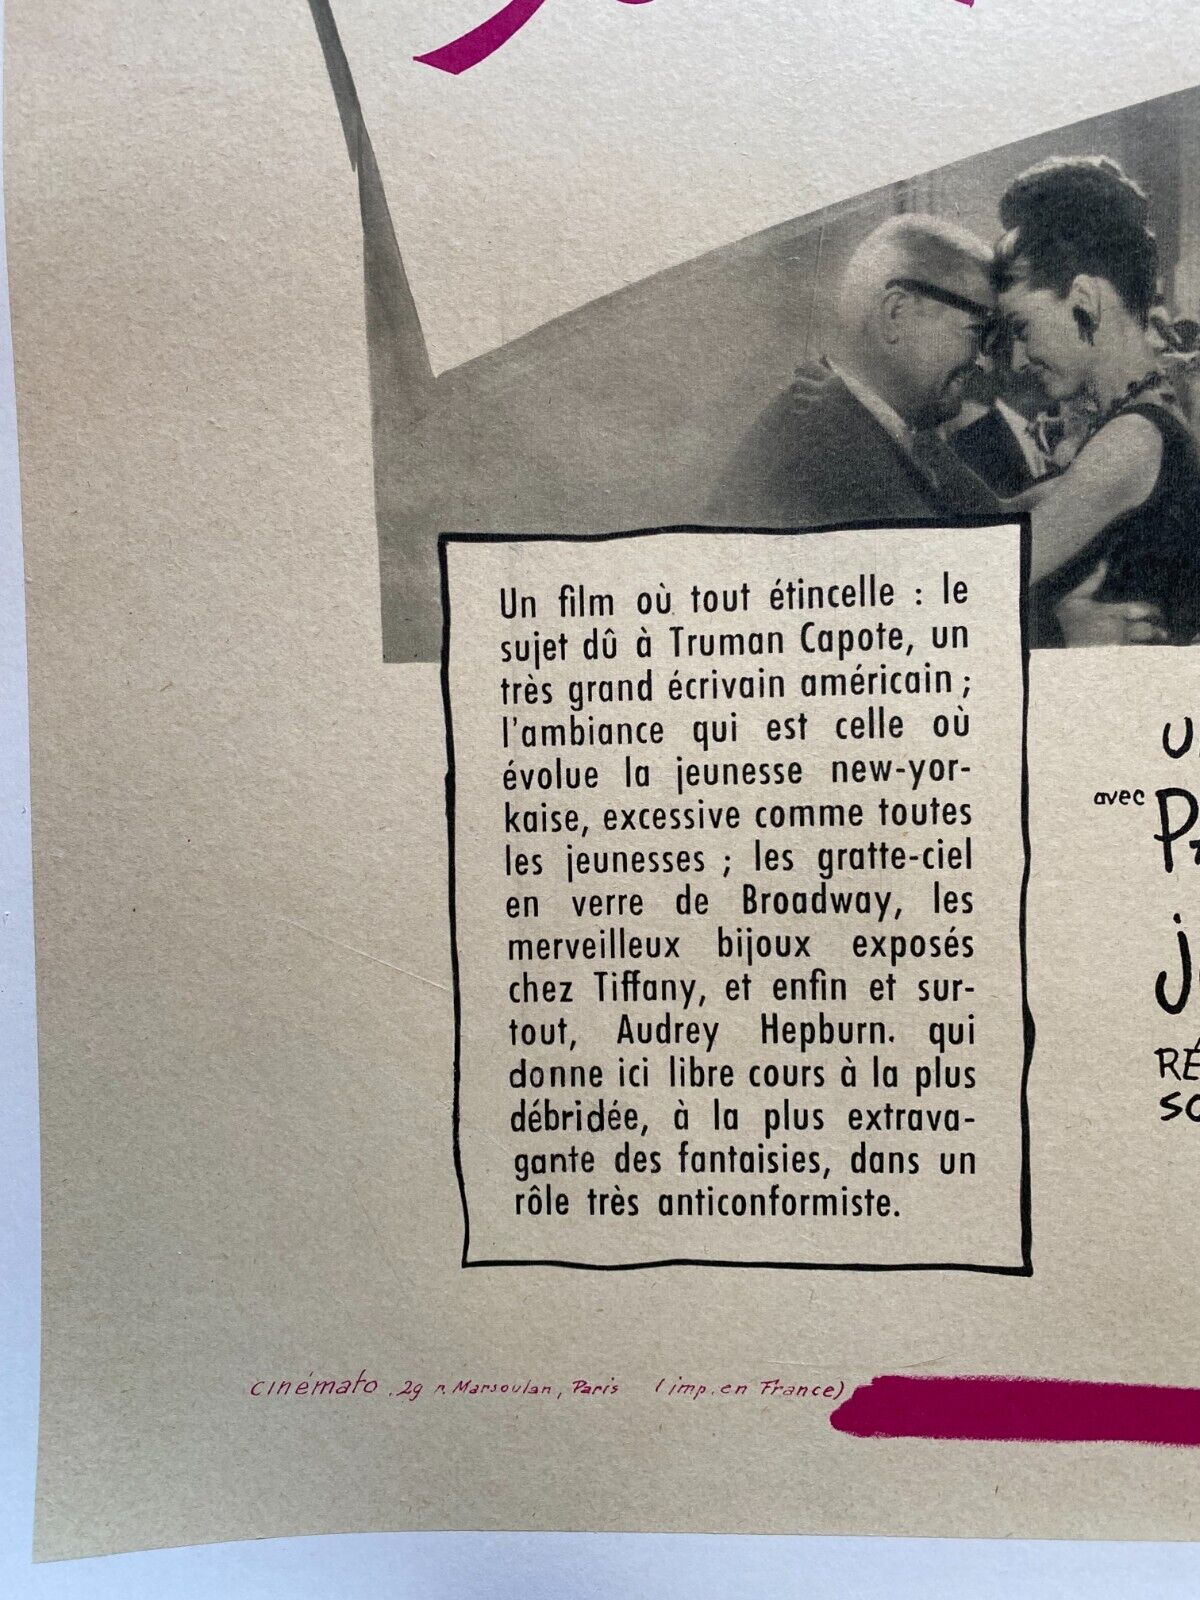 Un film où tout étincelle : le
sujet dû à Truman Capote, un
très grand écrivain américain ;
l'ambiance qui est celle où
évolue la jeunesse new-yor-
kaise, excessive comme toutes
les jeunesses ; les gratte-ciel
en verre de Broadway, les
merveilleux bijoux exposés
chez Tiffany, et enfin et sur-
tout, Audrey Hepburn. qui
donne ici libre cours à la plus
débridée, à la plus extrava-
gante des fantaisies, dans un
rôle très anticonformiste.
avec
cinémato . 29 r. Marsoulan, Paris (imp. en France)